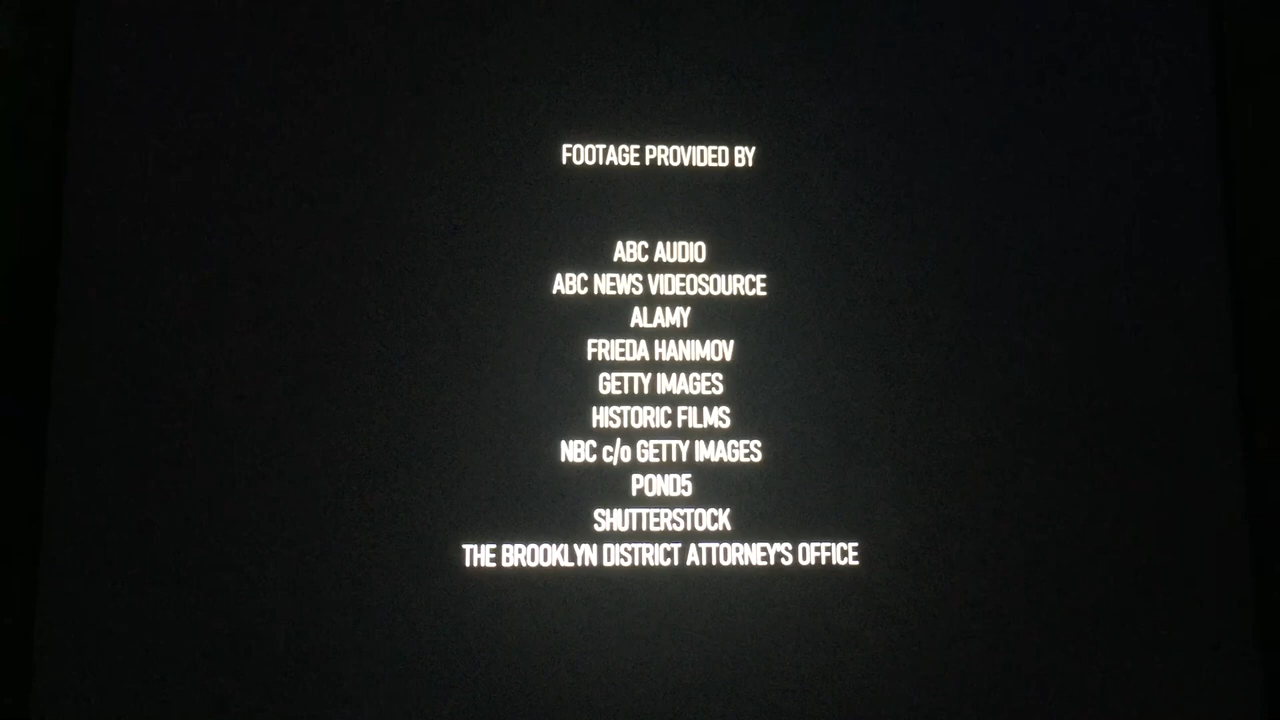 FOOTAGE PROVIDED BY
ABC AUDIO
ABC NEWS VIDEOSOURCE
ALAMY
FRIEDA HANIMOV
GETTY IMAGES
HISTORIC FILMS
NBC c/o GETTY IMAGES
POND5
SHUTTERSTOCK
THE BROOKLYN DISTRICT ATTORNEY'S OFFICE